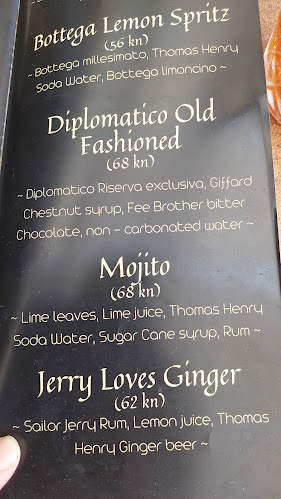 Bottega Lemon Spritz
(56 kn)
~ Bottega millesimato, Thomas Henry
Soda Water, Bottega limoncino ~
Diplomatico Old
Fashioned
(68 kn)
~ Diplomatico Riserva exclusiva, Giffard
Chestnut syrup, Fee Brother bitter
Chocolate, non - carbonated water ~
Mojito
(68 kn)
~ Lime leaves, Lime juice, Thomas Henry
Soda Water, Sugar Cane syrup, Rum ~
Jerry Loves Ginger
(62 kn)
~ Sailor Jerry Rum, Lemon juice, Thomas
Henry Ginger beer ~